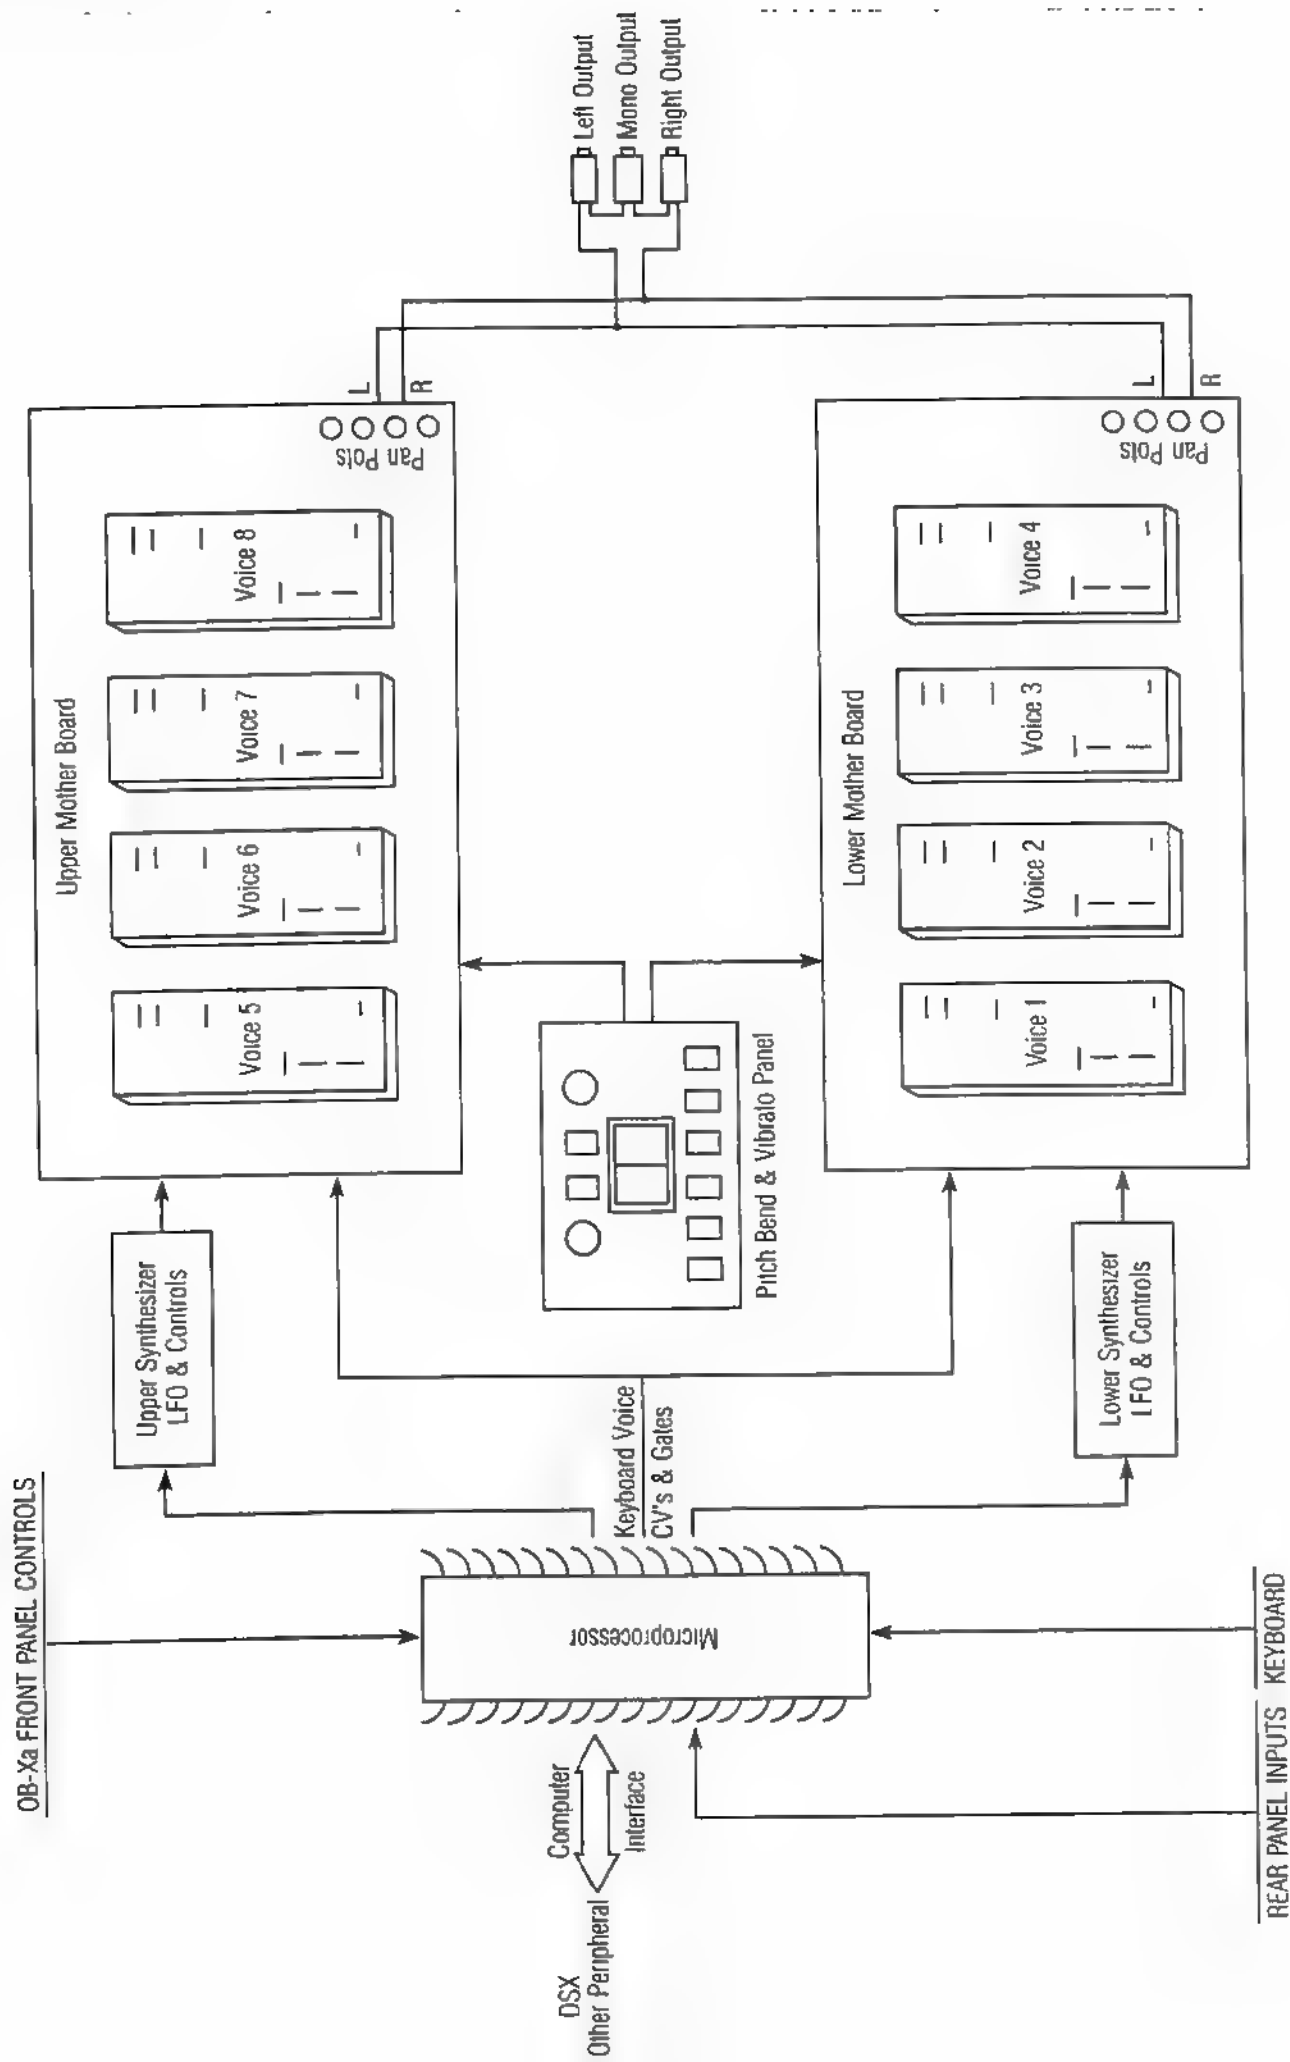 OB-Xa FRONT PANEL CONTROLS
Upper Synthesizer
LFO & Controls
Upper Mother Board
Voice 5
Voice 6
Voice 7
Voice 8
Pan Pots
L
R
DSX
Other Peripheral
Computer
Interface
Microprocessor
Keyboard Voice
CV's & Gates
Pitch Bend & Vibrato Panel
Left Output
Mono Output
Right Output
Lower Synthesizer
LFO & Controls
Lower Mother Board
Voice 1
Voice 2
Voice 3
Voice 4
Pan Pots
L
R
REAR PANEL INPUTS
KEYBOARD